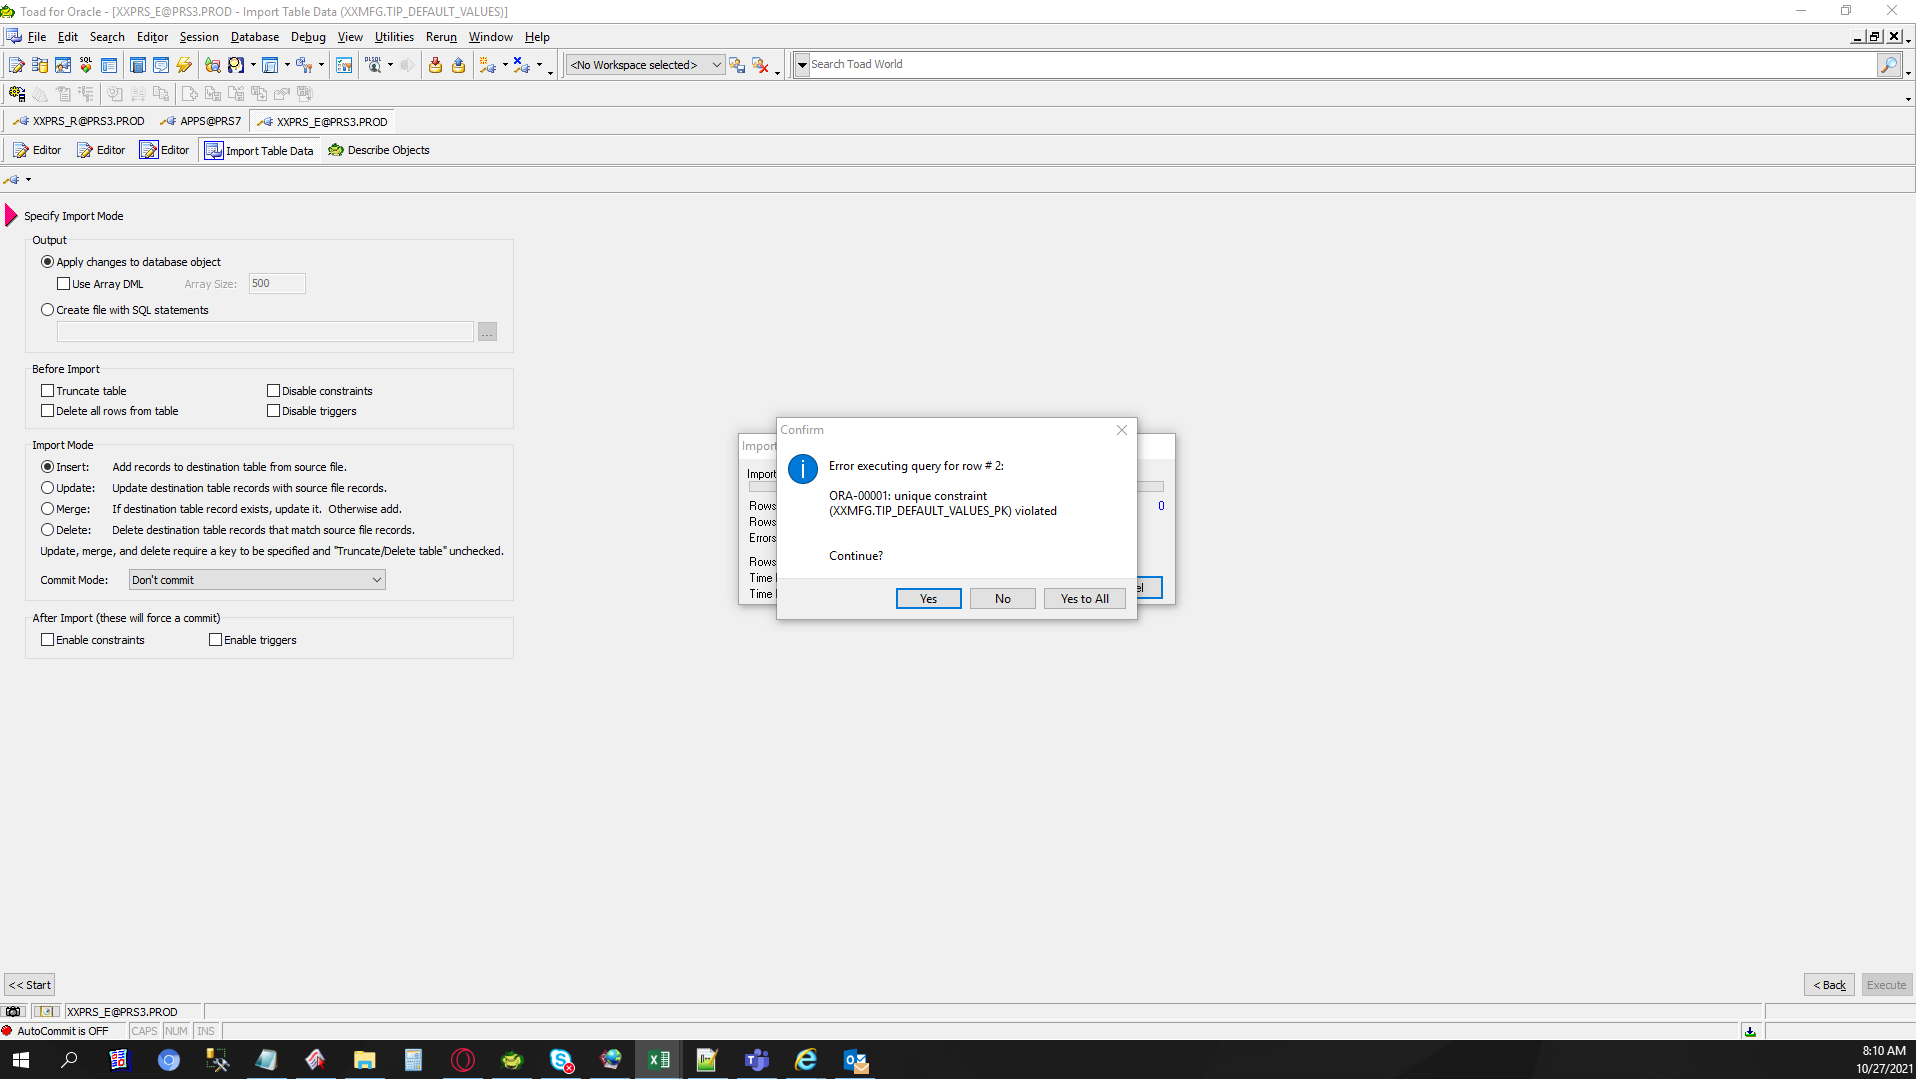 Toad for Oracle - [XXPRS_E@PRS3.PROD - Import Table Data (XXMFG.TIP_DEFAULT_VALUES)]
File Edit Search Editor Session Database Debug View Utilities Rerun Window Help
SQL
<No Workspace selected>
Search Toad World
XXPRS_R@PRS3.PROD APPS@PRS7 XXPRS_E@PRS3.PROD
Editor Editor Editor Import Table Data Describe Objects
Specify Import Mode
Output
Apply changes to database object
Use Array DML Array Size: 500
Create file with SQL statements
...
Before Import
Truncate table Disable constraints
Delete all rows from table Disable triggers
Import Mode
Insert: Add records to destination table from source file.
Update: Update destination table records with source file records.
Merge: If destination table record exists, update it. Otherwise add.
Delete: Delete destination table records that match source file records.
Update, merge, and delete require a key to be specified and "Truncate/Delete table" unchecked.
Commit Mode: Don't commit
After Import (these will force a commit)
Enable constraints Enable triggers
Import
Import
Rows 0
Rows
Errors
Rows
Time
Time
el
Confirm
Error executing query for row # 2:
ORA-00001: unique constraint
(XXMFG.TIP_DEFAULT_VALUES_PK) violated
Continue?
Yes No Yes to All
<< Start < Back Execute
XXPRS_E@PRS3.PROD
AutoCommit is OFF CAPS NUM INS
8:10 AM
10/27/2021